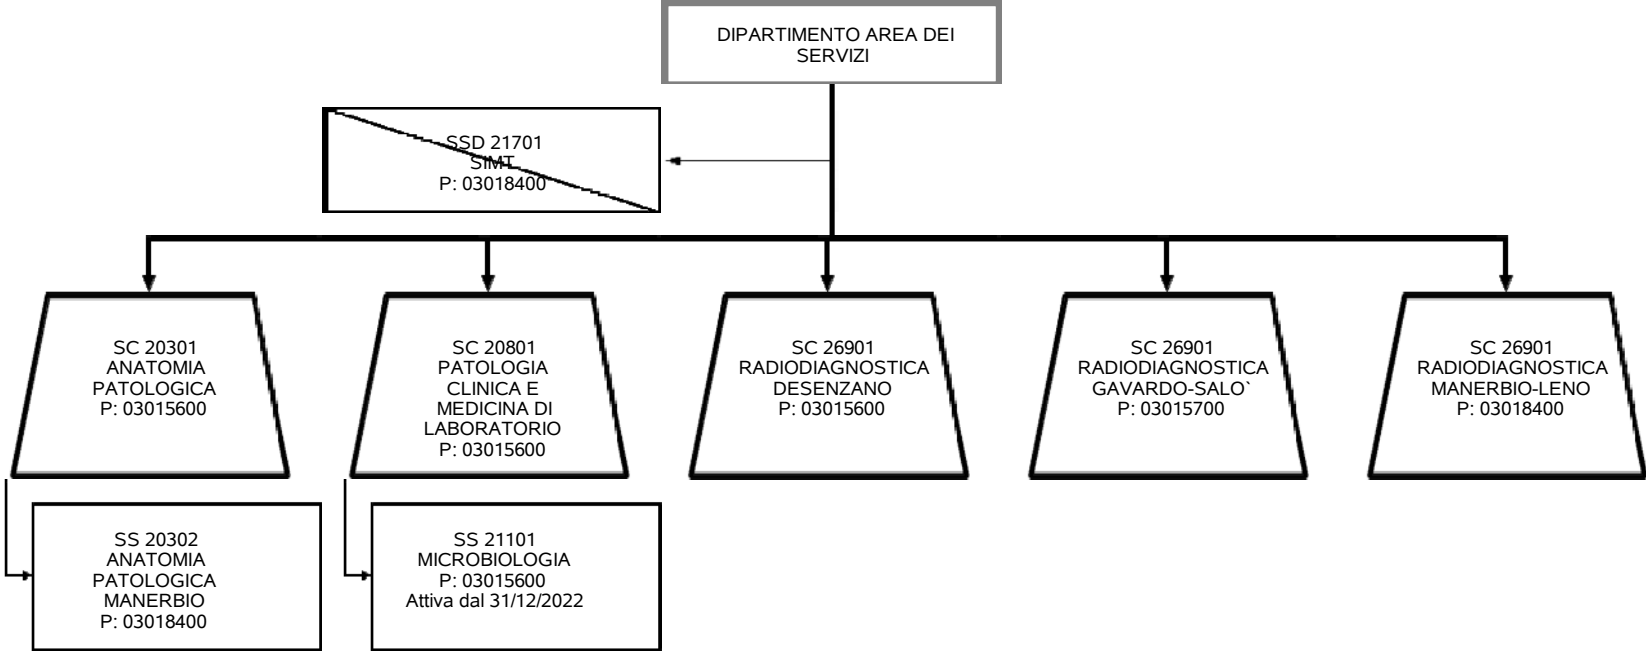 DIPARTIMENTO AREA DEI
SERVIZI
SSD 21701
SIMT
P: 03018400
SC 20301
ANATOMIA
PATOLOGICA
P: 03015600
SC 20801
PATOLOGIA
CLINICA E
MEDICINA DI
LABORATORIO
P: 03015600
SC 26901
RADIODIAGNOSTICA
DESENZANO
P: 03015600
SC 26901
RADIODIAGNOSTICA
GAVARDO-SALO`
P: 03015700
SC 26901
RADIODIAGNOSTICA
MANERBIO-LENO
P: 03018400
SS 20302
ANATOMIA
PATOLOGICA
MANERBIO
P: 03018400
SS 21101
MICROBIOLOGIA
P: 03015600
Attiva dal 31/12/2022